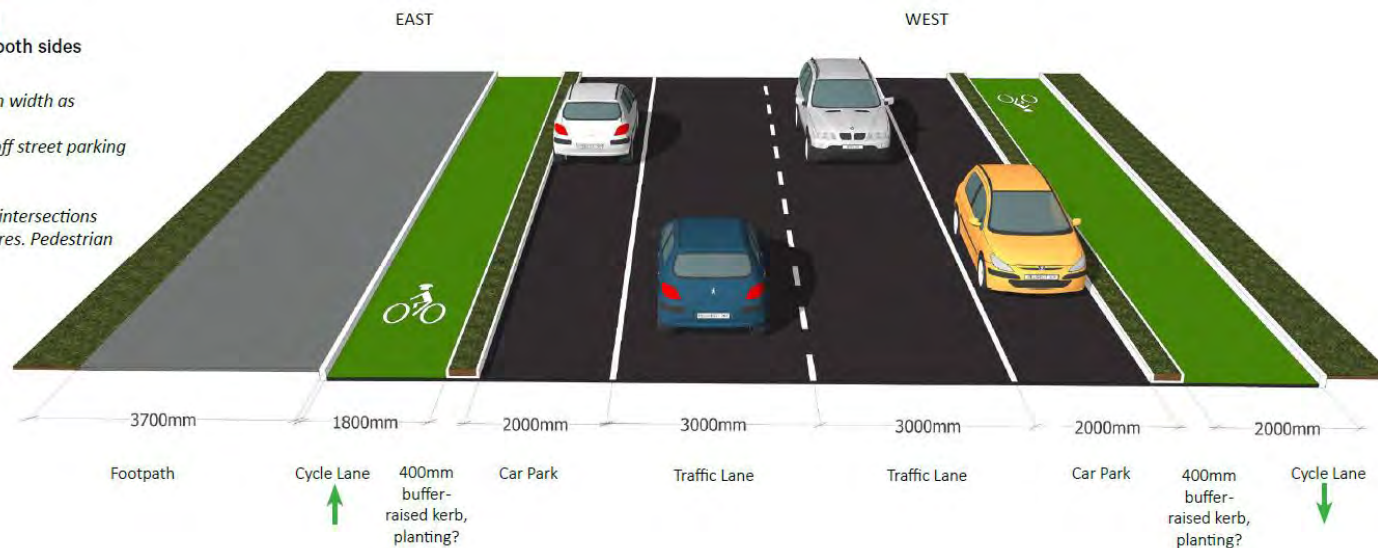 EAST
WEST
both sides
width as
off street parking
intersections
res. Pedestrian
3700mm
1800mm
2000mm
3000mm
3000mm
2000mm
2000mm
Footpath
Cycle Lane
400mm
buffer-
raised kerb,
planting?
Car Park
Traffic Lane
Traffic Lane
Car Park
400mm
buffer-
raised kerb,
planting?
Cycle Lane